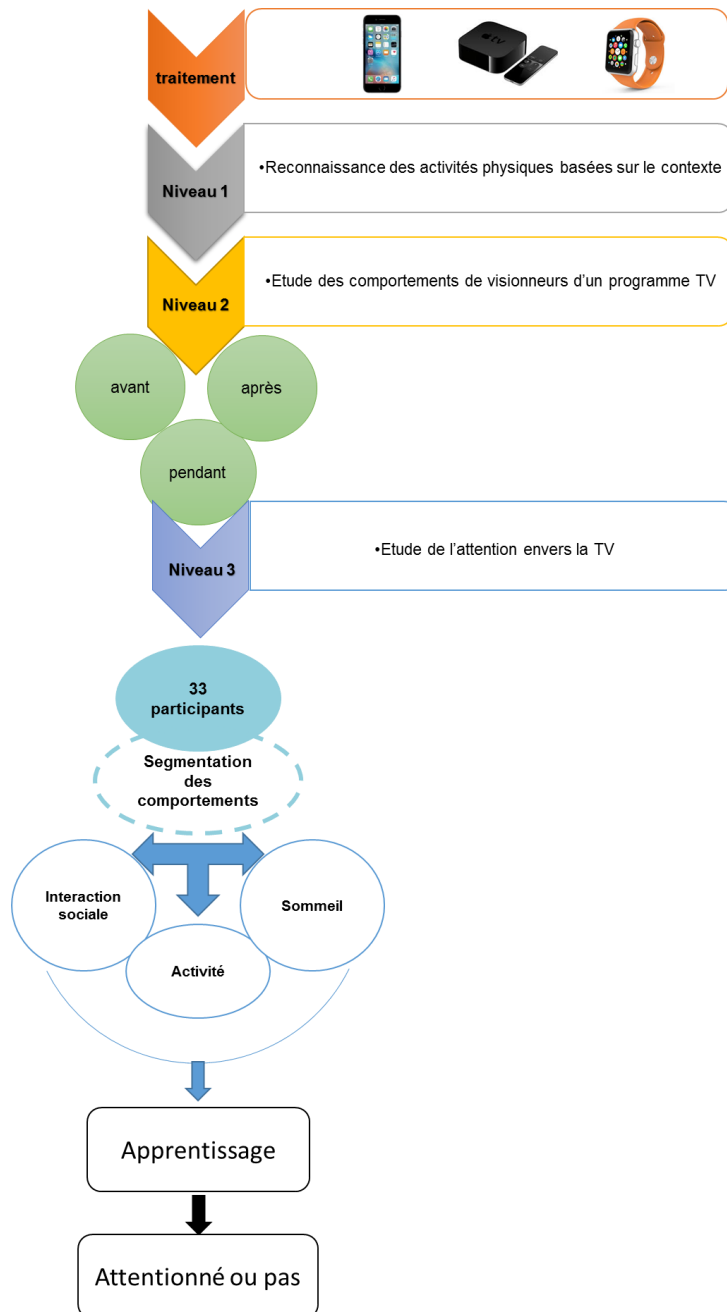 tv
traitement
•Reconnaissance des activités physiques basées sur le contexte
Niveau 1
•Etude des comportements de visionneurs d’un programme TV
Niveau 2
avant
après
pendant
•Etude de l’attention envers la TV
Niveau 3
33
participants
Segmentation
des
comportements
Interaction
sociale
Sommeil
Activité
Apprentissage
Attentionné ou pas